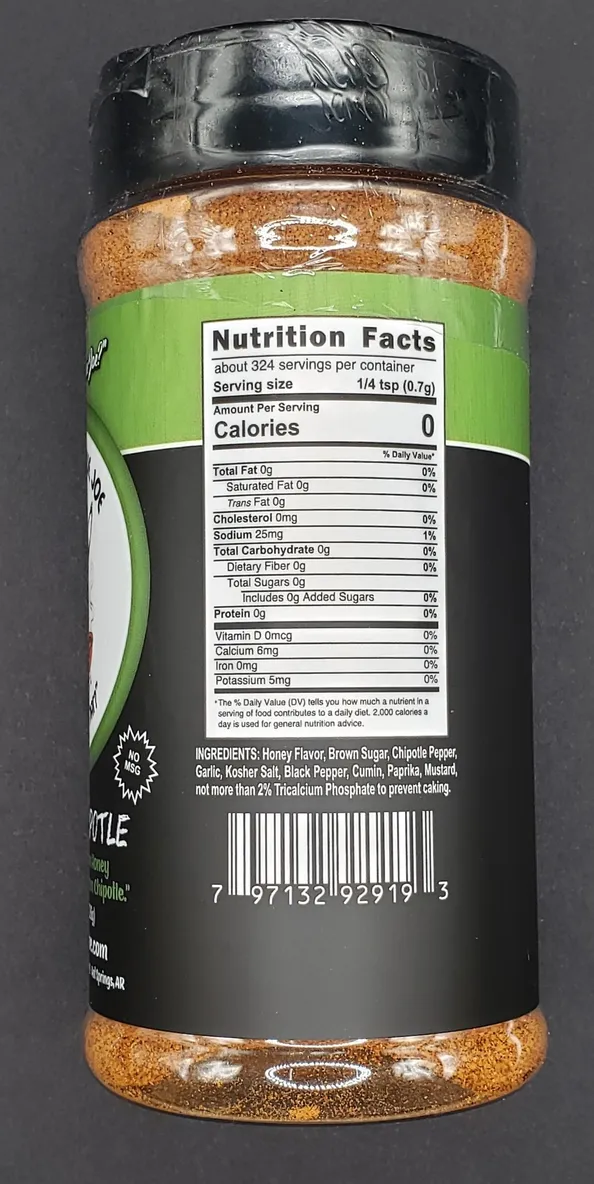 Nutrition Facts
about 324 servings per container
Serving size 1/4 tsp (0.7g)
Amount Per Serving
Calories 0
% Daily Value*
Total Fat 0g 0%
Saturated Fat 0g 0%
Trans Fat 0g
Cholesterol 0mg 0%
Sodium 25mg 1%
Total Carbohydrate 0g 0%
Dietary Fiber 0g 0%
Total Sugars 0g
Includes 0g Added Sugars 0%
Protein 0g 0%
Vitamin D 0mcg 0%
Calcium 6mg 0%
Iron 0mg 0%
Potassium 5mg 0%
*The % Daily Value (DV) tells you how much a nutrient in a
serving of food contributes to a daily diet. 2,000 calories a
day is used for general nutrition advice.
INGREDIENTS: Honey Flavor, Brown Sugar, Chipotle Pepper,
Garlic, Kosher Salt, Black Pepper, Cumin, Paprika, Mustard,
not more than 2% Tricalcium Phosphate to prevent caking.
7 97132 92919 3
JOE
NO
MSG
POTLE
Honey
Chipotle."
.com
Springs, AR